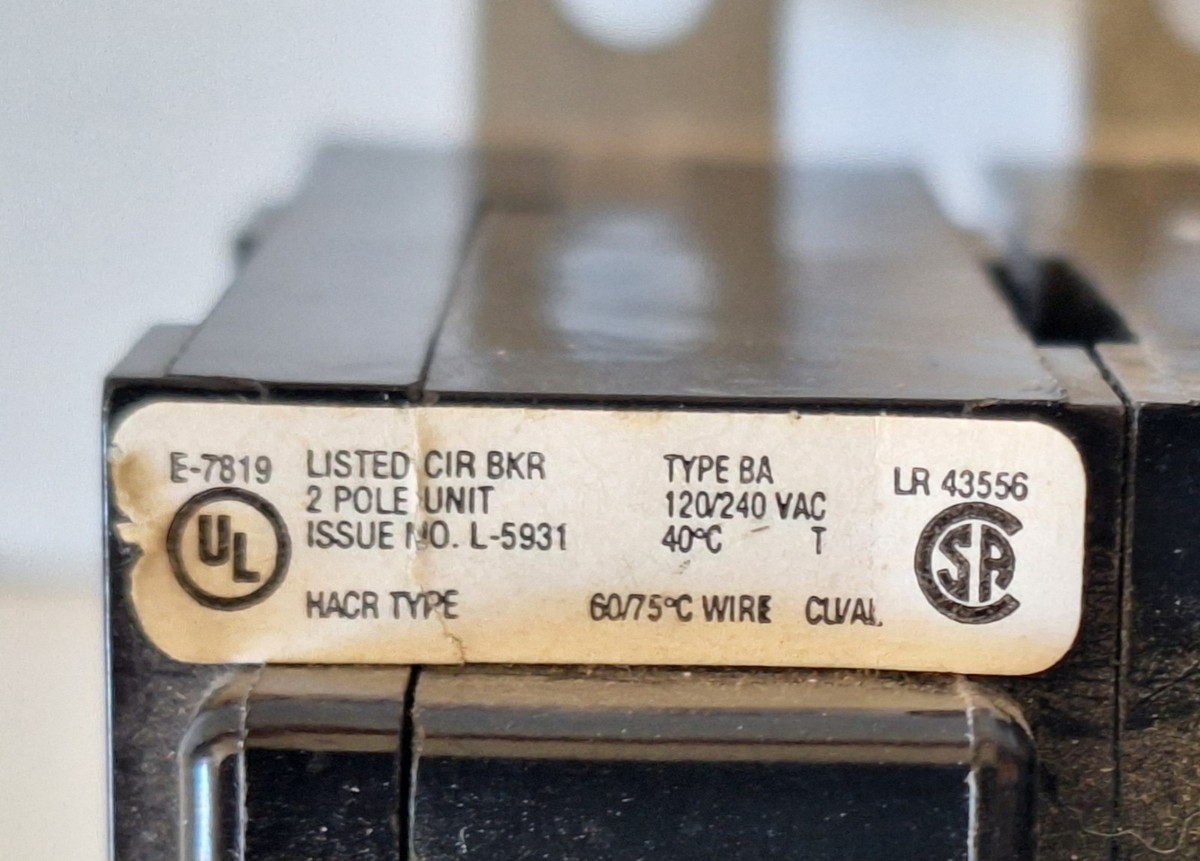 E-7819
UL
LISTED CIR BKR
2 POLE UNIT
ISSUE NO. L-5931
HACR TYPE
TYPE BA
120/240 VAC
40°C T
60/75°C WIRE CU/AL
LR 43556
SA